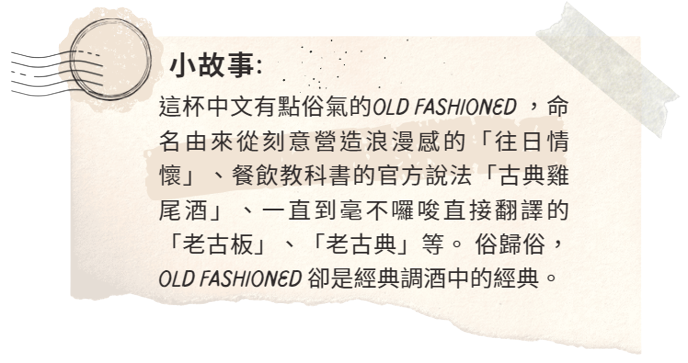 小故事:
這杯中文有點俗氣的OLD FASHIONED ，命
名由來從刻意營造浪漫感的「往日情
懷」、餐飲教科書的官方說法「古典雞
尾酒」、一直到毫不囉唆直接翻譯的
「老古板」、「老古典」等。 俗歸俗，
OLD FASHIONED 卻是經典調酒中的經典。